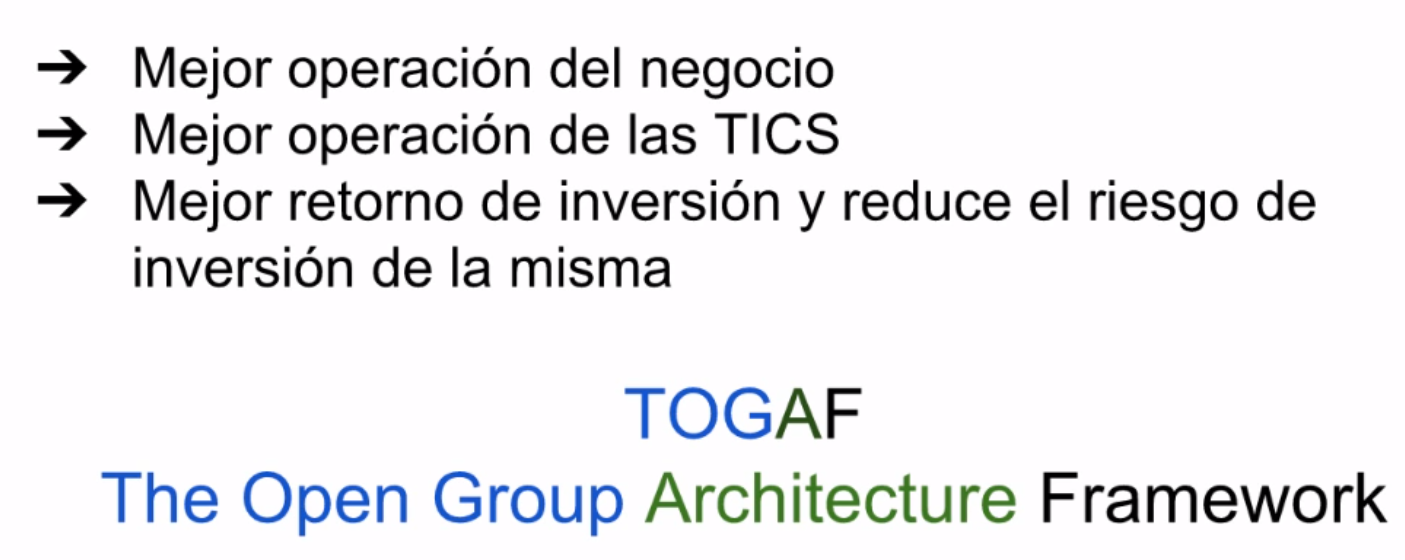 ➔ Mejor operación del negocio
➔ Mejor operación de las TICS
➔ Mejor retorno de inversión y reduce el riesgo de
inversión de la misma
TOGAF
The Open Group Architecture Framework